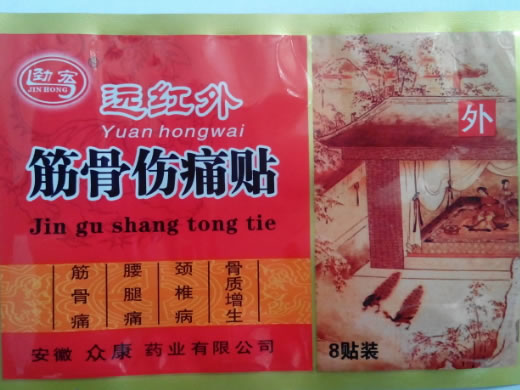 劲宏
JIN HONG
远红外
Yuan hongwai
筋骨伤痛贴
Jin gu shang tong tie
筋骨痛
腰腿痛
颈椎病
骨质增生
安徽 众康 药业有限公司
外
8贴装